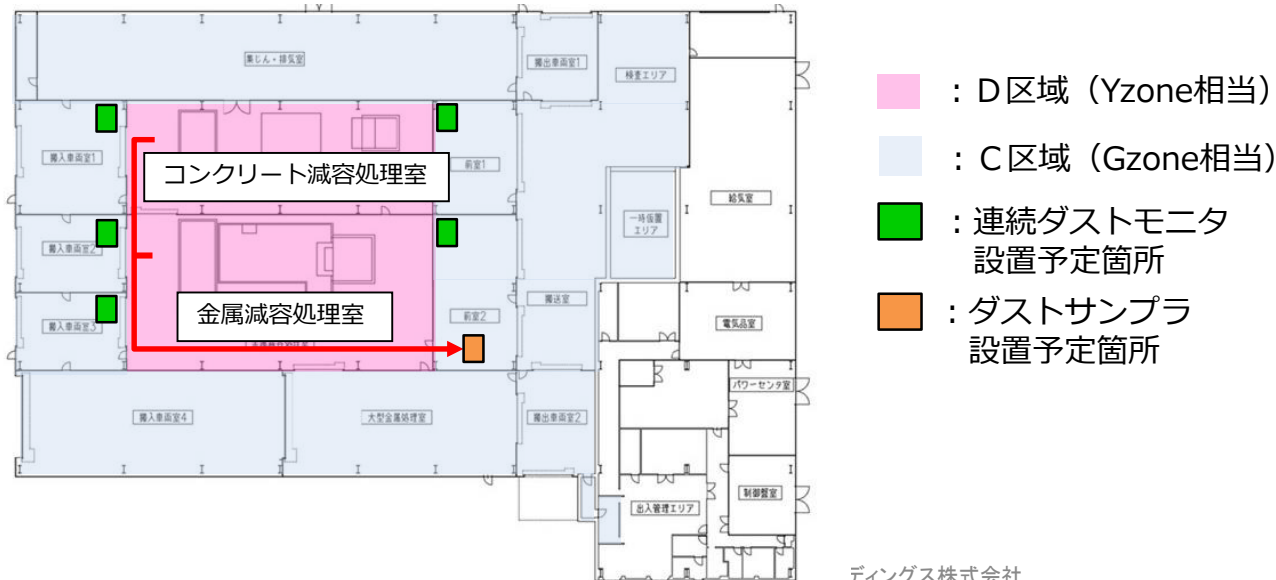 集じん・排気室
搬出車両室1
検査エリア
：D区域（Yzone相当）
搬入車両室1
コンクリート減容処理室
前室1
：C区域（Gzone相当）
給気室
一時仮置
エリア
：連続ダストモニタ
設置予定箇所
搬入車両室2
金属減容処理室
搬入車両室3
前室2
搬送室
電気品室
：ダストサンプラ
設置予定箇所
パワーセンタ室
搬入車両室4
大型金属処理室
搬出車両室2
制御盤室
出入管理エリア
ディングス株式会社